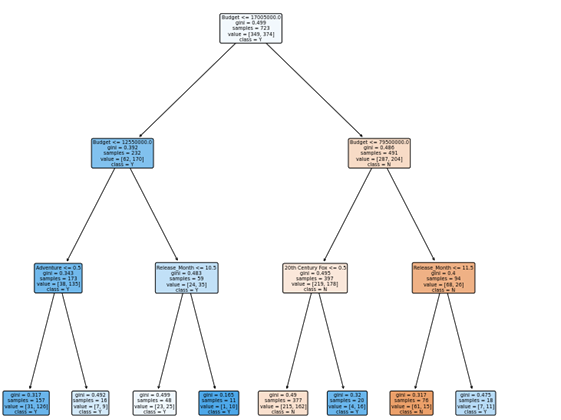 Budget <= 17005000.0
gini = 0.499
samples = 723
value = [349, 374]
class = Y
Budget <= 12550000.0
gini = 0.392
samples = 232
value = [62, 170]
class = Y
Budget <= 79500000.0
gini = 0.486
samples = 491
value = [287, 204]
class = N
Adventure <= 0.5
gini = 0.343
samples = 173
value = [38, 135]
class = Y
Release_Month <= 10.5
gini = 0.483
samples = 59
value = [24, 35]
class = Y
20th Century Fox <= 0.5
gini = 0.495
samples = 397
value = [219, 178]
class = N
Release_Month <= 11.5
gini = 0.4
samples = 94
value = [68, 26]
class = N
gini = 0.317
samples = 157
value = [31, 126]
class = Y
gini = 0.492
samples = 16
value = [7, 9]
class = Y
gini = 0.499
samples = 48
value = [23, 25]
class = Y
gini = 0.165
samples = 11
value = [1, 10]
class = Y
gini = 0.49
samples = 377
value = [215, 162]
class = N
gini = 0.32
samples = 20
value = [4, 16]
class = Y
gini = 0.317
samples = 76
value = [61, 15]
class = N
gini = 0.475
samples = 18
value = [7, 11]
class = Y